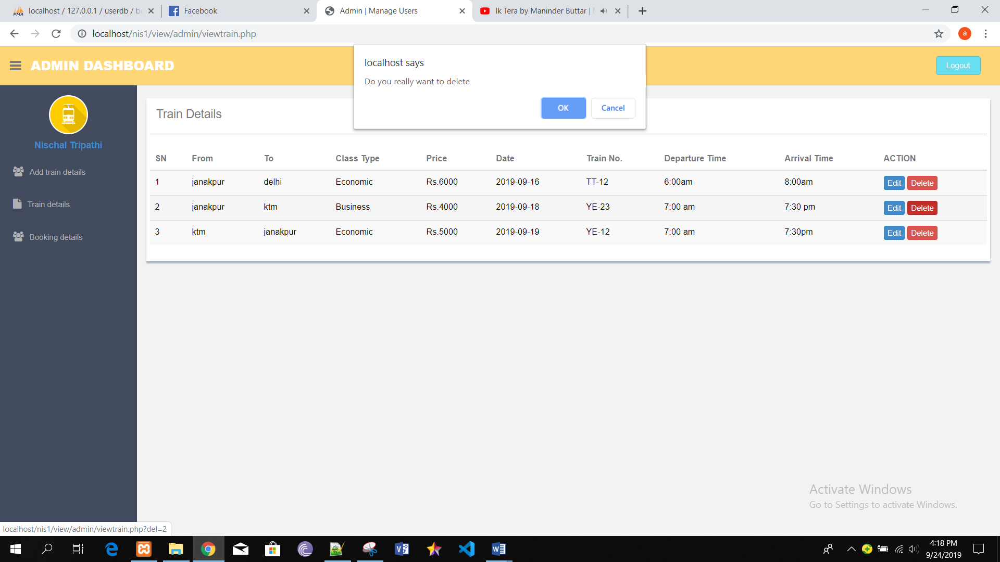 PMA localhost / 127.0.0.1 / userdb / bo
Facebook
Admin | Manage Users
Ik Tera by Maninder Buttar |
localhost/nis1/view/admin/viewtrain.php
a
ADMIN DASHBOARD
Logout
localhost says
Do you really want to delete
OK Cancel
Nischal Tripathi
Add train details
Train details
Booking details
Train Details
SN From To Class Type Price Date Train No. Departure Time Arrival Time ACTION
1 janakpur delhi Economic Rs.6000 2019-09-16 TT-12 6:00am 8:00am Edit Delete
2 janakpur ktm Business Rs.4000 2019-09-18 YE-23 7:00 am 7:30 pm Edit Delete
3 ktm janakpur Economic Rs.5000 2019-09-19 YE-12 7:00 am 7:30pm Edit Delete
Activate Windows
Go to Settings to activate Windows.
localhost/nis1/view/admin/viewtrain.php?del=2
4:18 PM
9/24/2019